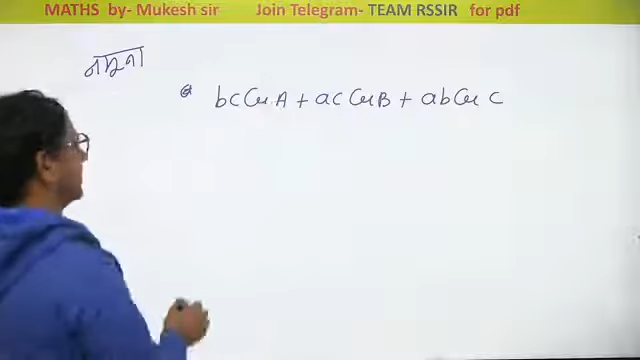 MATHS by- Mukesh sir Join Telegram- TEAM RSSIR for pdf
नमूना
bc Cos A + ac Cos B + ab Cos C